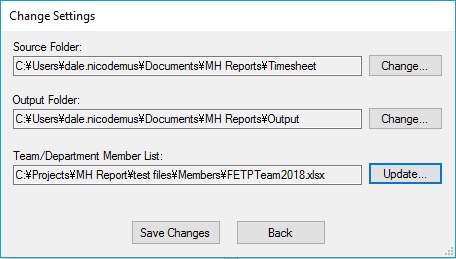 Change Settings
Source Folder:
C:¥Users¥dale.nicodemus¥Documents¥MH Reports¥Timesheet
Change...
Output Folder:
C:¥Users¥dale.nicodemus¥Documents¥MH Reports¥Output
Change...
Team/Department Member List:
C:¥Projects¥MH Report¥test files¥Members¥FETPTeam2018.xlsx
Update...
Save Changes
Back